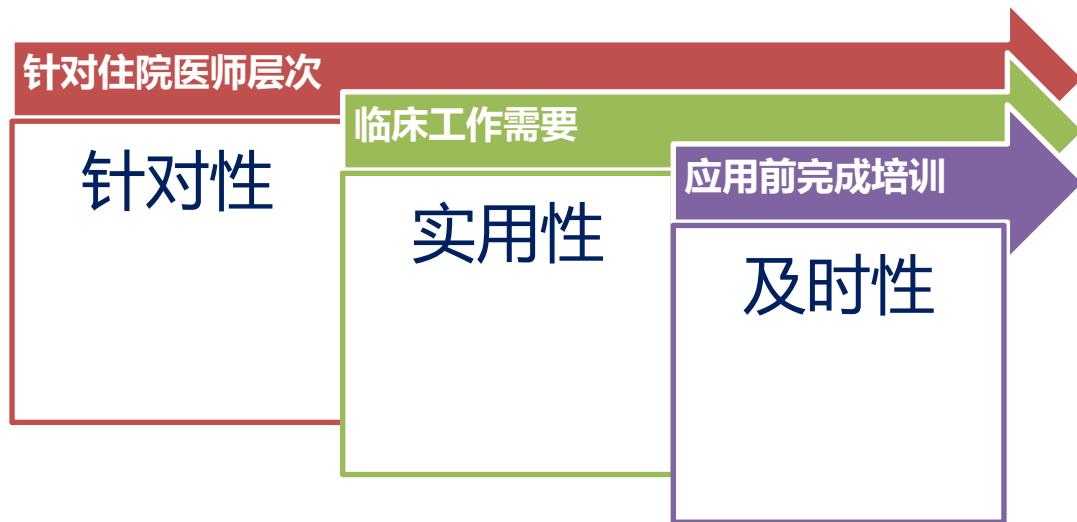 针对住院医师层次
针对性
临床工作需要
实用性
应用前完成培训
及时性